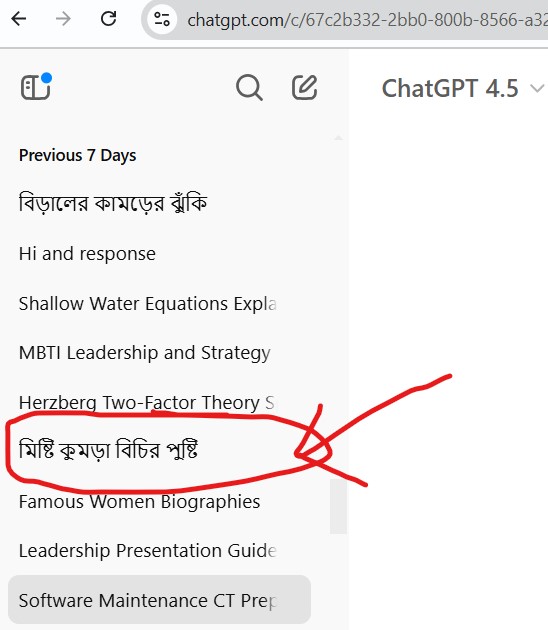 chatgpt.com/c/67c2b332-2bb0-800b-8566-a32
ChatGPT 4.5
Previous 7 Days
বিড়ালের কামড়ের ঝুঁকি
Hi and response
Shallow Water Equations Expla
MBTI Leadership and Strategy
Herzberg Two-Factor Theory S
মিষ্টি কুমড়া বিচির পুষ্টি
Famous Women Biographies
Leadership Presentation Guide
Software Maintenance CT Prep